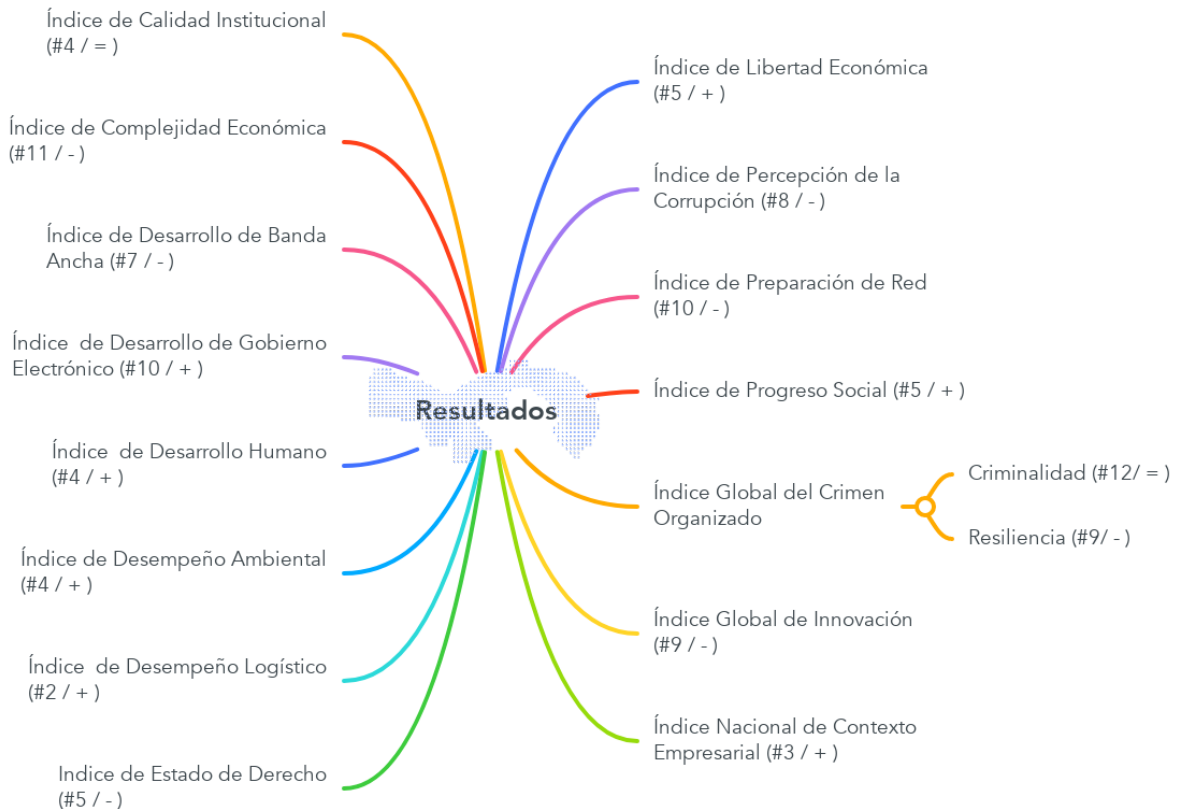 Índice de Calidad Institucional
(#4 / = )
Índice de Complejidad Económica
(#11 / - )
Índice de Desarrollo de Banda
Ancha (#7 / - )
Índice  de Desarrollo de Gobierno
Electrónico (#10 / + )
Índice  de Desarrollo Humano
(#4 / + )
Índice de Desempeño Ambiental
(#4 / + )
Índice  de Desempeño Logístico
(#2 / + )
Indice de Estado de Derecho
(#5 / - )
Resultados
Índice de Libertad Económica
(#5 / + )
Índice de Percepción de la
Corrupción (#8 / - )
Índice de Preparación de Red
(#10 / - )
Índice de Progreso Social (#5 / + )
Índice Global del Crimen
Organizado
Criminalidad (#12/ = )
Resiliencia (#9/ - )
Índice Global de Innovación
(#9 / - )
Índice Nacional de Contexto
Empresarial (#3 / + )